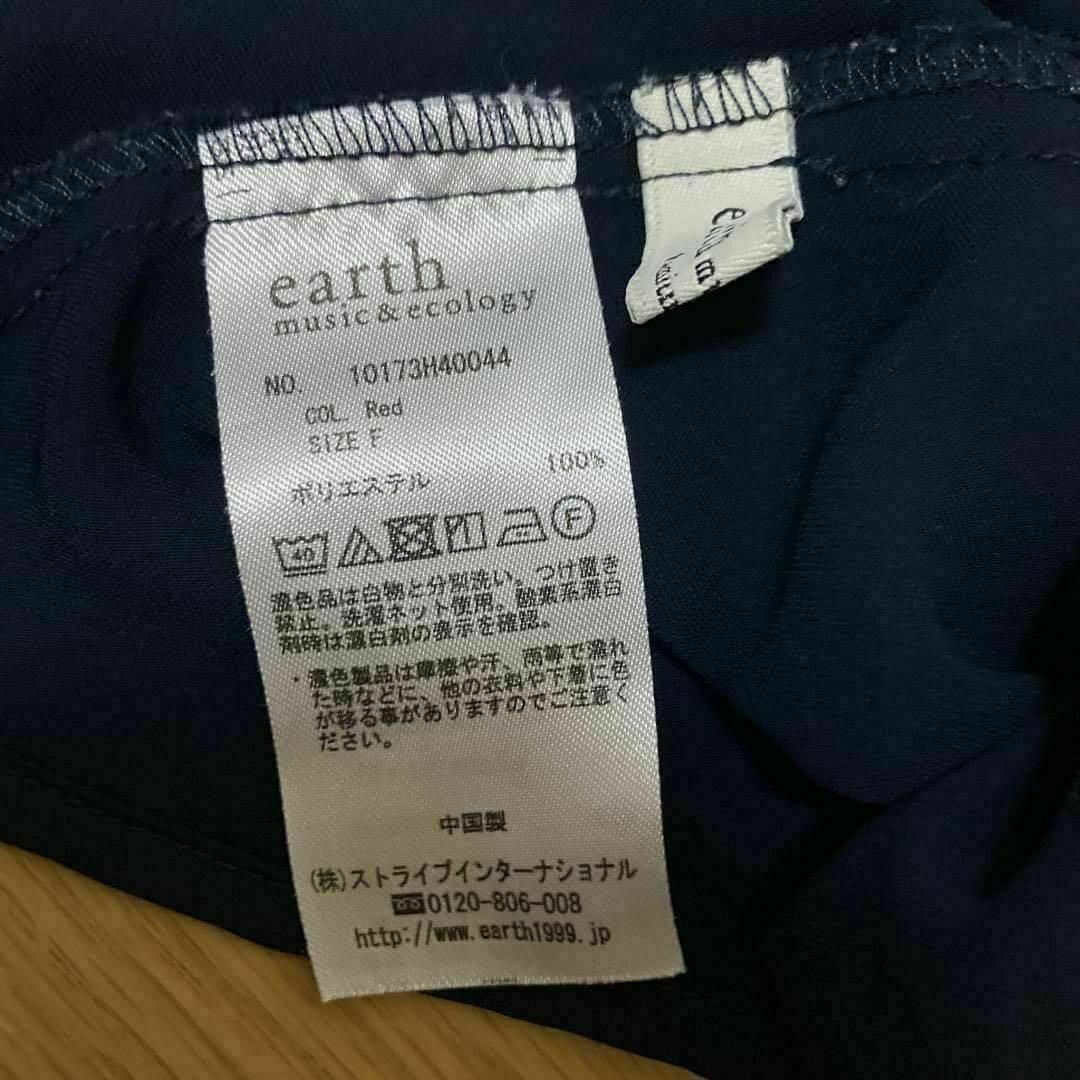 earth
music&ecology
NO. 10173H40044
COL. Red
SIZE F
ポリエステル 100%
40
F
濃色品は白物と分別洗い。つけ置き
禁止。洗濯ネット使用。酸素系漂白
剤時は漂白剤の表示を確認。
・濃色製品は摩擦や汗、雨等で濡れ
た時などに、他の衣料や下着に色
が移る事がありますのでご注意く
ださい。
中国製
(株)ストライプインターナショナル
0120-806-008
http://www.earth1999.jp